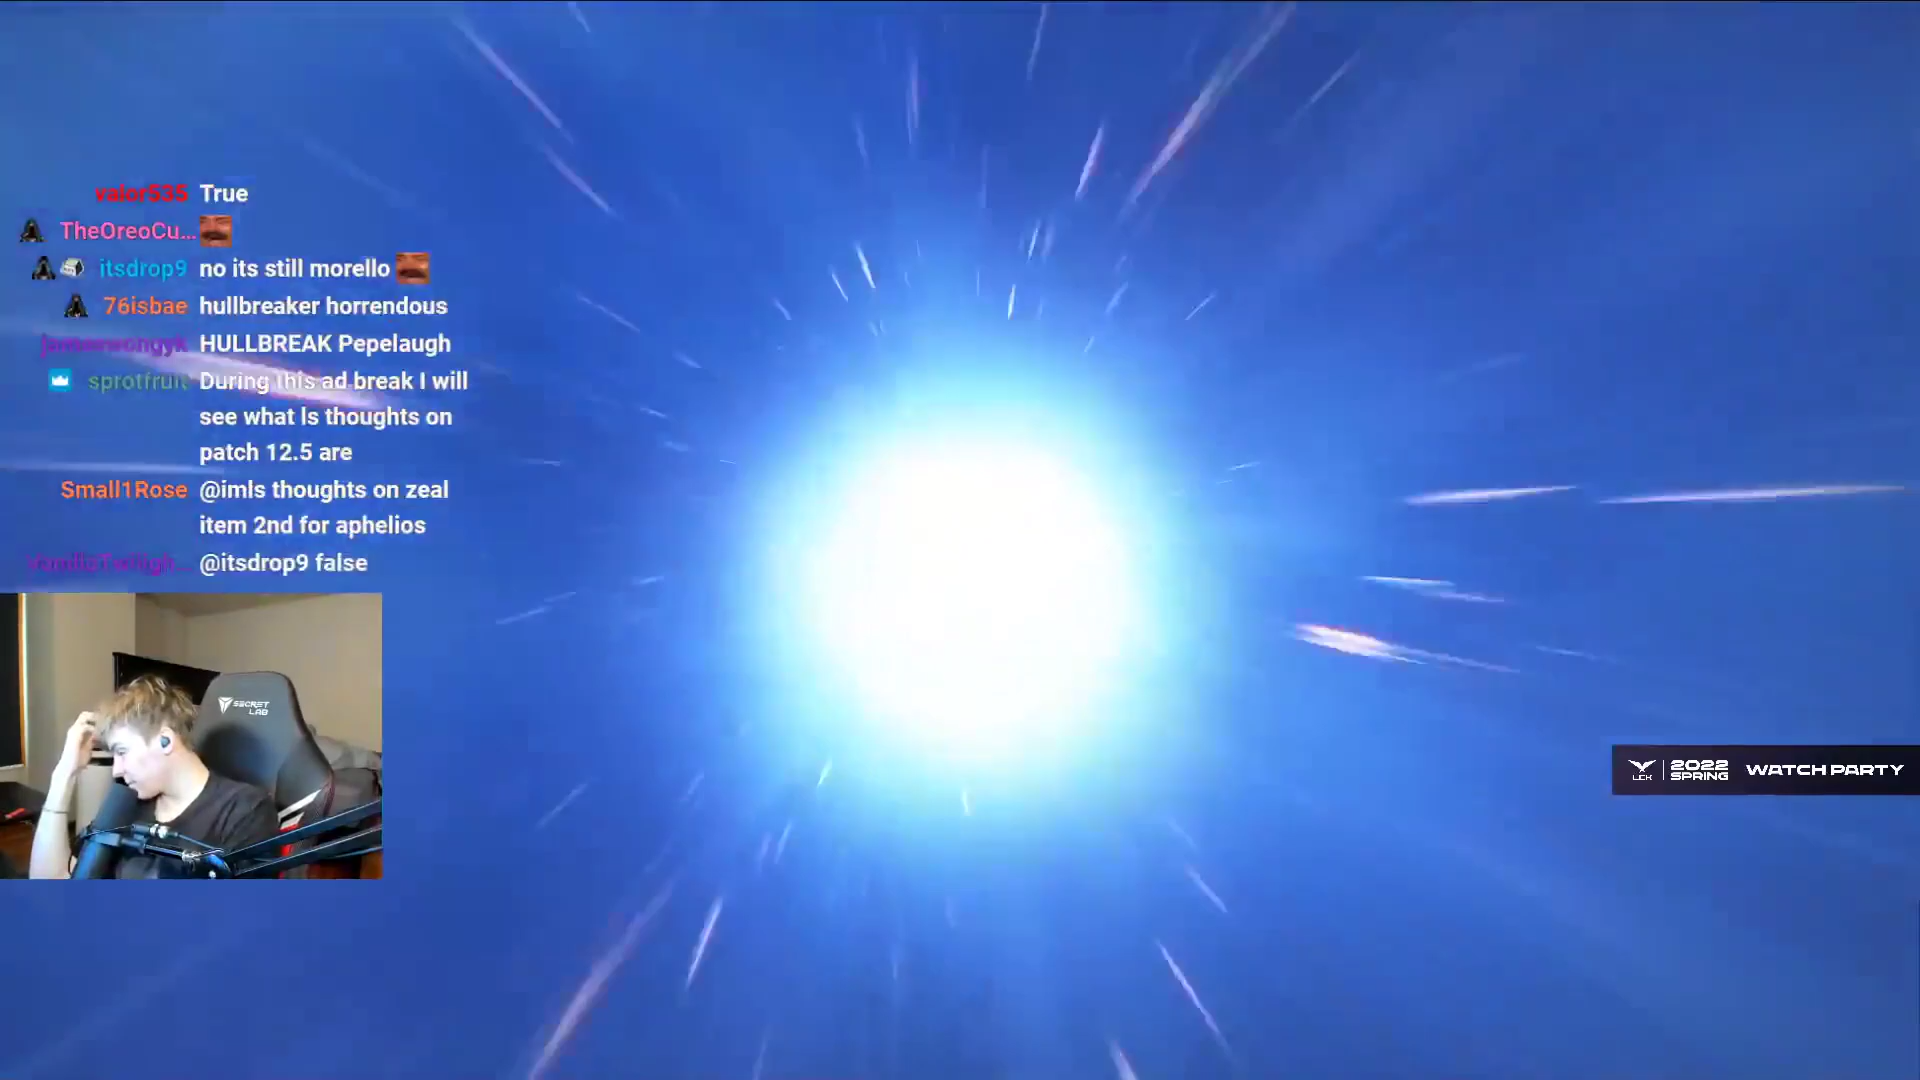 valor535 True
TheOreoCu...
itsdrop9 no its still morello
76isbae hullbreaker horrendous
HULLBREAK Pepelaugh
sprotfruit During this ad break I will
see what ls thoughts on
patch 12.5 are
Small1Rose @imls thoughts on zeal
item 2nd for aphelios
@itsdrop9 false
SECRET
LAB
LCK 2022 SPRING WATCH PARTY